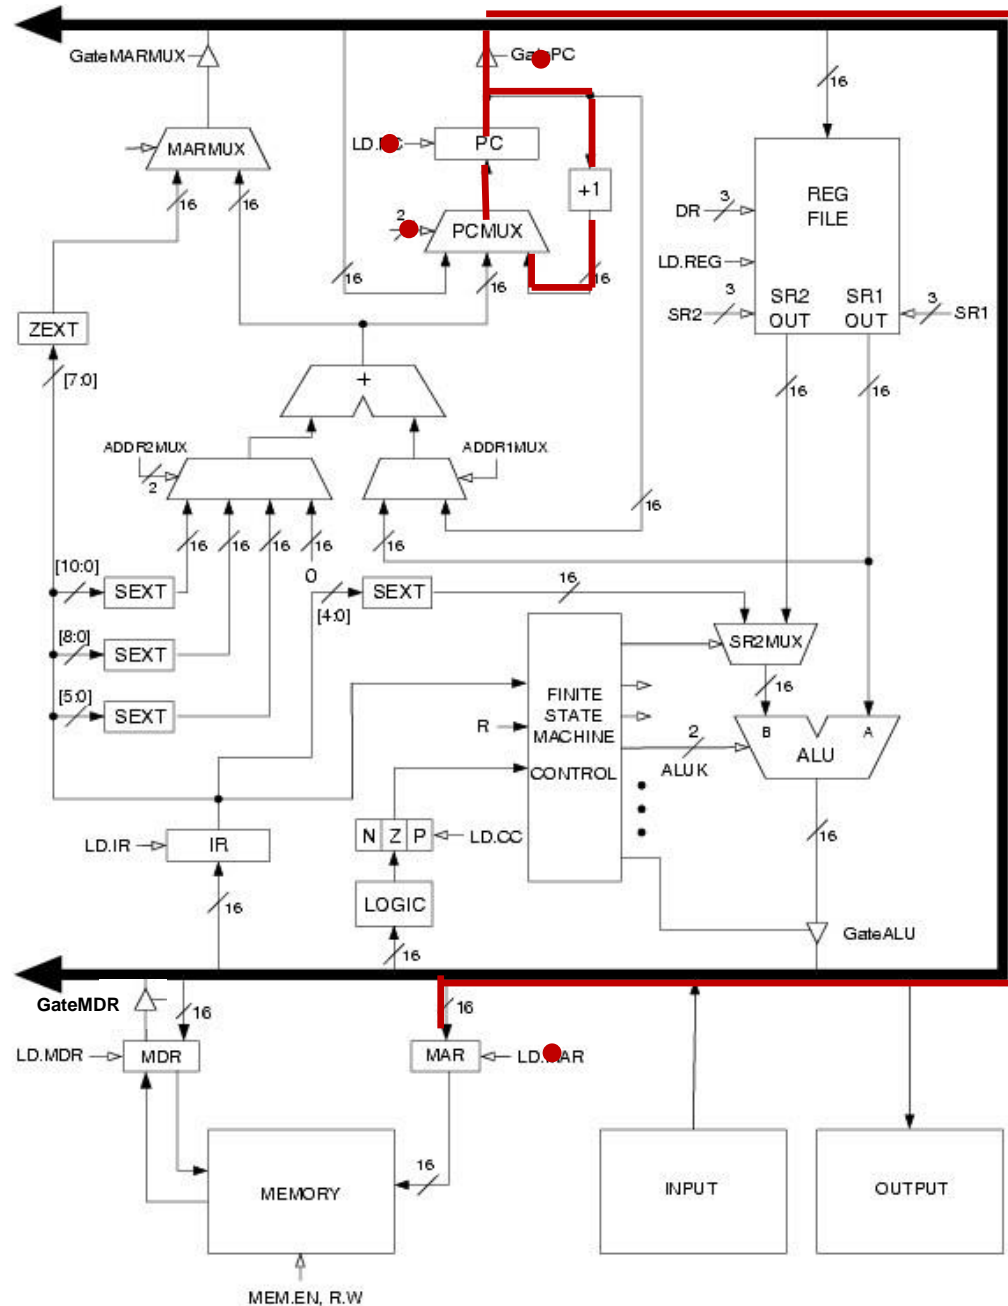 GateMARMUX
GatePC
16
MARMUX
LD.PC
PC
+1
REG
FILE
DR
3
16
16
2
PCMUX
LD.REG
16
16
16
SR2
3
SR2
OUT
SR1
OUT
3
SR1
ZEXT
[7:0]
+
16
16
ADDR2MUX
2
ADDR1MUX
16
16
16
16
16
16
0
[10:0]
SEXT
[4:0]
SEXT
16
[8:0]
SEXT
SR2MUX
[5:0]
SEXT
16
FINITE
STATE
MACHINE
R
CONTROL
2
ALUK
B
A
ALU
N Z P
LD.CC
16
LD.IR
IR
LOGIC
16
16
GateALU
GateMDR
16
16
LD.MDR
MDR
MAR
LD.MAR
16
MEMORY
INPUT
OUTPUT
MEM.EN, R.W